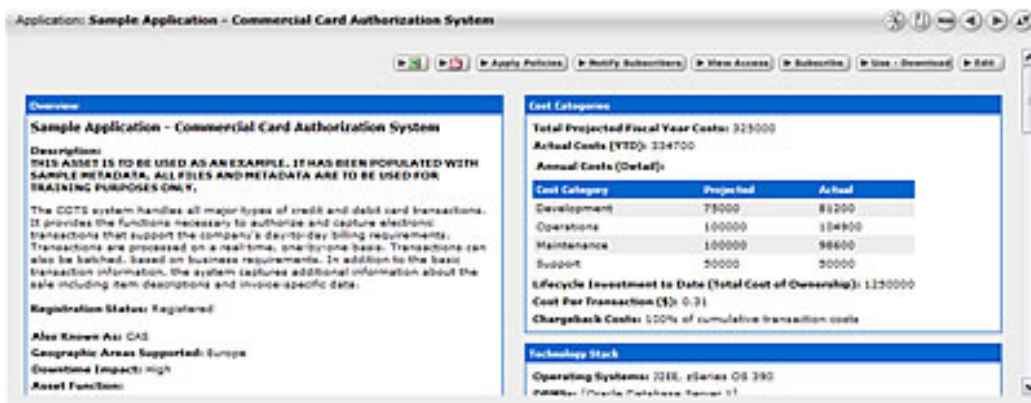 Application: Sample Application - Commercial Card Authorization System
Apply Policies Notify Subscribers View Access Subscribe Use - Download Edit
Overview
Sample Application - Commercial Card Authorization System
Description:
THIS ASSET IS TO BE USED AS AN EXAMPLE. IT HAS BEEN POPULATED WITH
SAMPLE METADATA. ALL FILES AND METADATA ARE TO BE USED FOR
TRAINING PURPOSES ONLY.
The CCTS system handles all major types of credit and debit card transactions.
It provides the functions necessary to authorize and capture electronic
transactions that support the company's day-to-day billing requirements.
Transactions are processed on a real-time, one-by-one basis. Transactions can
also be batched, based on business requirements. In addition to the basic
transaction information, the system captures additional information about the
sale including item descriptions and invoice-specific data.
Registration Status: Registered
Also Known As: CAS
Geographic Areas Supported: Europe
Downtime Impact: High
Asset Function:
Cost Categories
Total Projected Fiscal Year Costs: 325000
Actual Costs (YTD): 334700
Annual Costs (Detail):
Cost Category Projected Actual
Development 75000 81200
Operations 100000 104900
Maintenance 100000 98600
Support 50000 50000
Lifecycle Investment to Date (Total Cost of Ownership): 1250000
Cost Per Transaction ($): 0.31
Chargeback Costs: 100% of cumulative transaction costs
Technology Stack
Operating Systems: J2EE, zSeries OS 390
DBMSs: [Oracle Database Server 1]